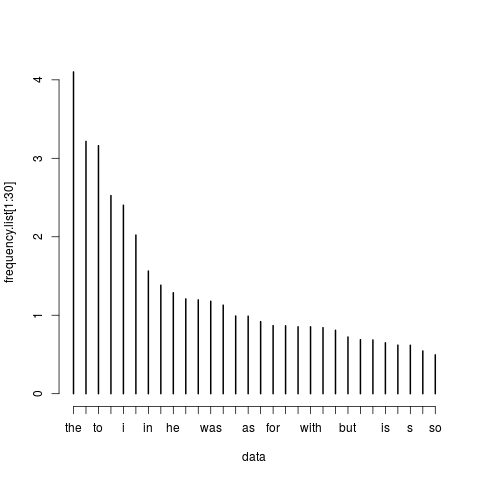 frequency.list[1:30]
4
3
2
1
0
the to i in he was as for with but is s so
data